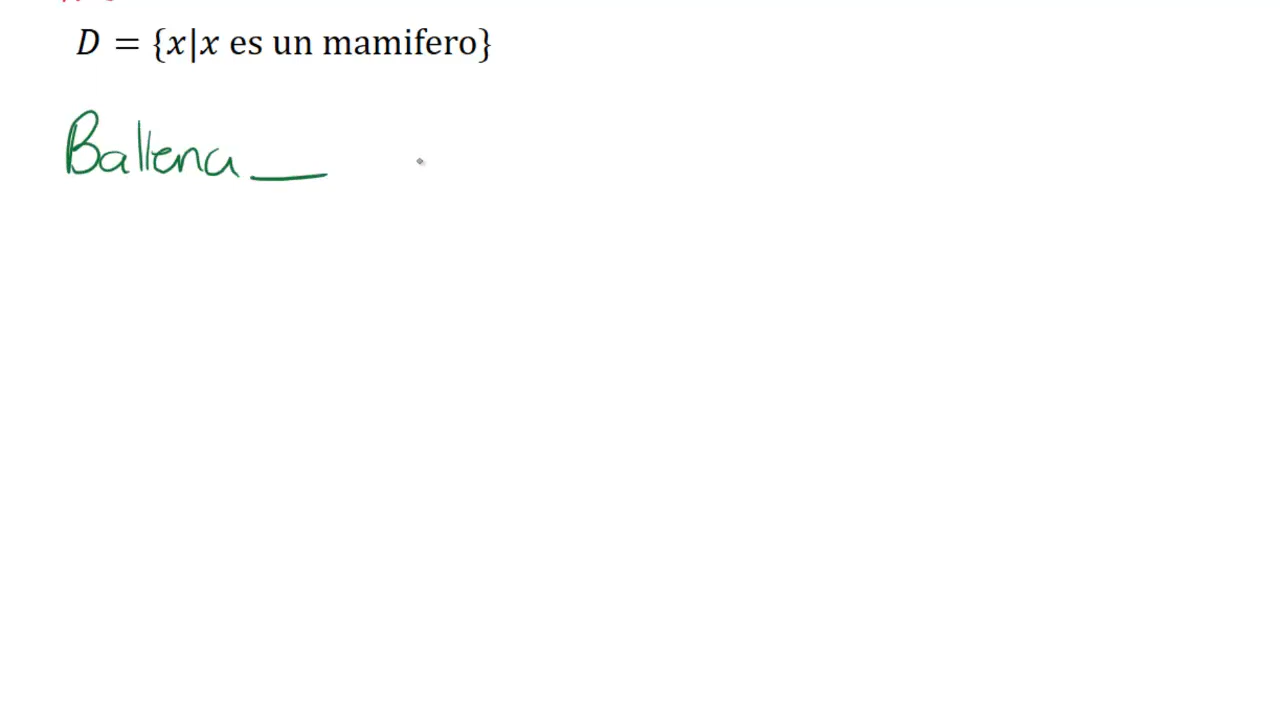 D = {x|x es un mamifero}
Ballena __